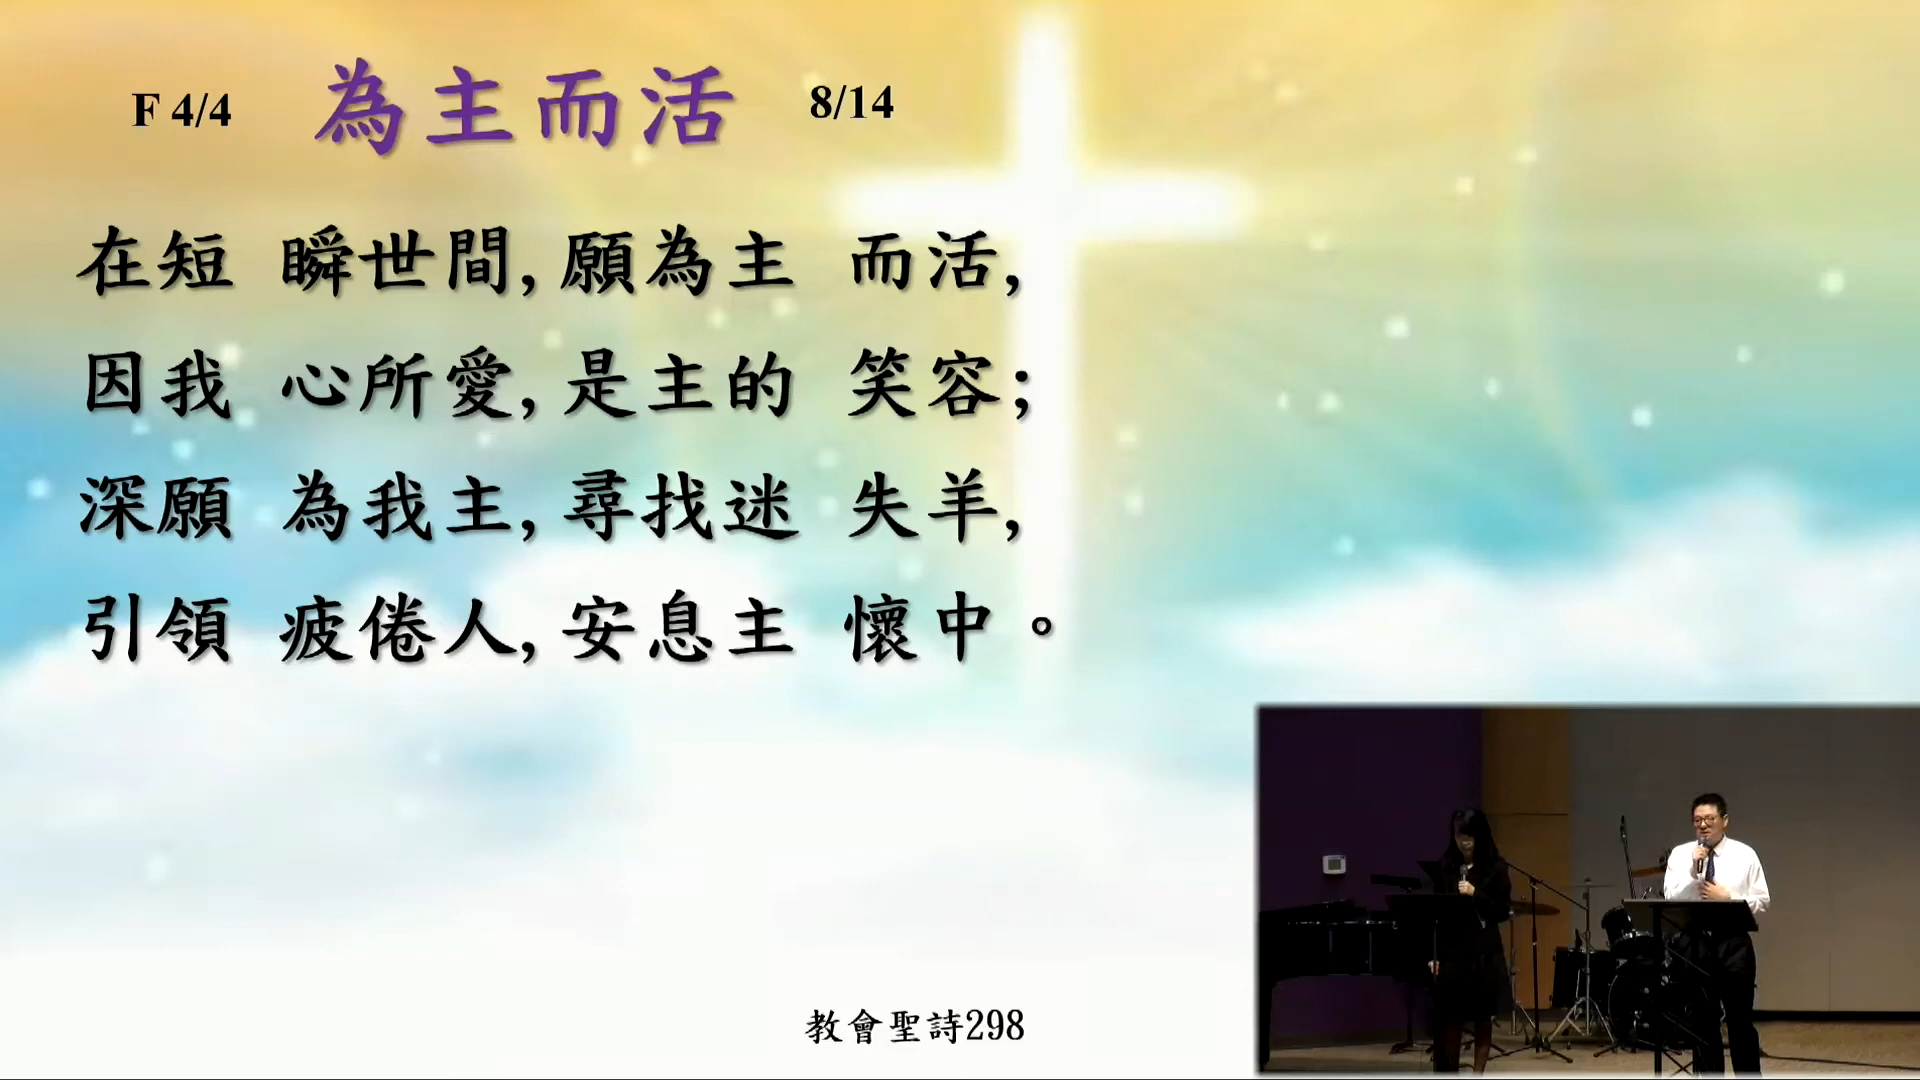 F 4/4 為主而活 8/14
在短 瞬世間,願為主 而活,
因我 心所愛,是主的 笑容;
深願 為我主,尋找迷 失羊,
引領 疲倦人,安息主 懷中。
教會聖詩298